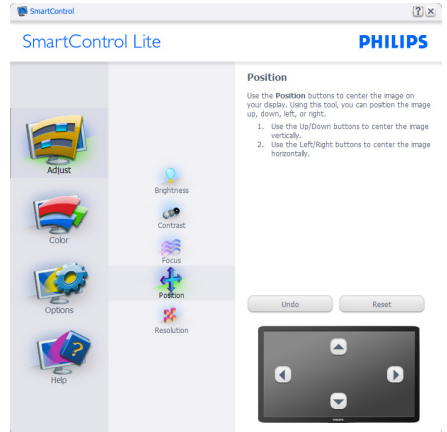 SmartControl
SmartControl Lite
PHILIPS
Adjust
Color
Options
Help
Brightness
Contrast
Focus
Position
Resolution
Position
Use the Position buttons to center the image on
your display. Using this tool, you can position the image
up, down, left, or right.
1. Use the Up/Down buttons to center the image
vertically.
2. Use the Left/Right buttons to center the image
horizontally.
Undo
Reset
PHILIPS